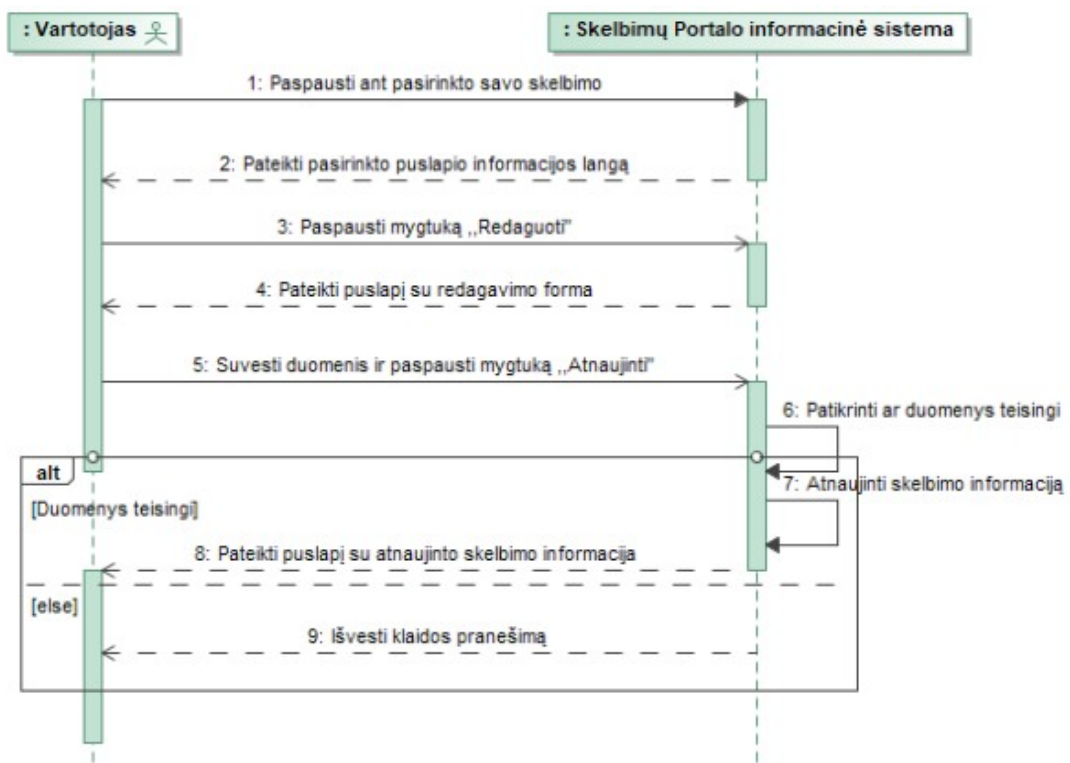 : Vartotojas
: Skelbimų Portalo informacinė sistema
1: Paspausti ant pasirinkto savo skelbimo
2: Pateikti pasirinkto puslapio informacijos langą
3: Paspausti mygtuką ,,Redaguoti"
4: Pateikti puslapį su redagavimo forma
5: Suvesti duomenis ir paspausti mygtuką ,,Atnaujinti"
6: Patikrinti ar duomenys teisingi
alt
7: Atnaujinti skelbimo informaciją
[Duomenys teisingi]
8: Pateikti puslapį su atnaujinto skelbimo informacija
[else]
9: Išvesti klaidos pranešimą